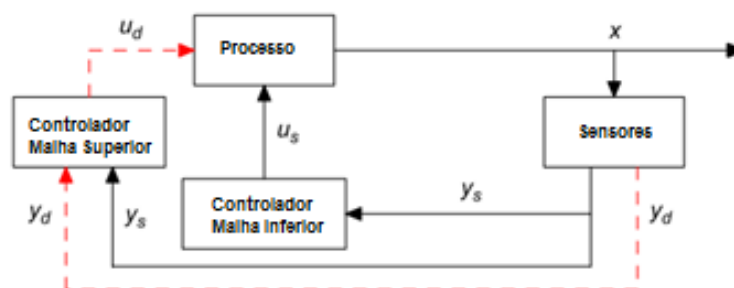 u_d
x
Processo
Controlador
Malha Superior
Sensores
u_s
y_d
y_s
Controlador
Malha Inferior
y_s
y_d